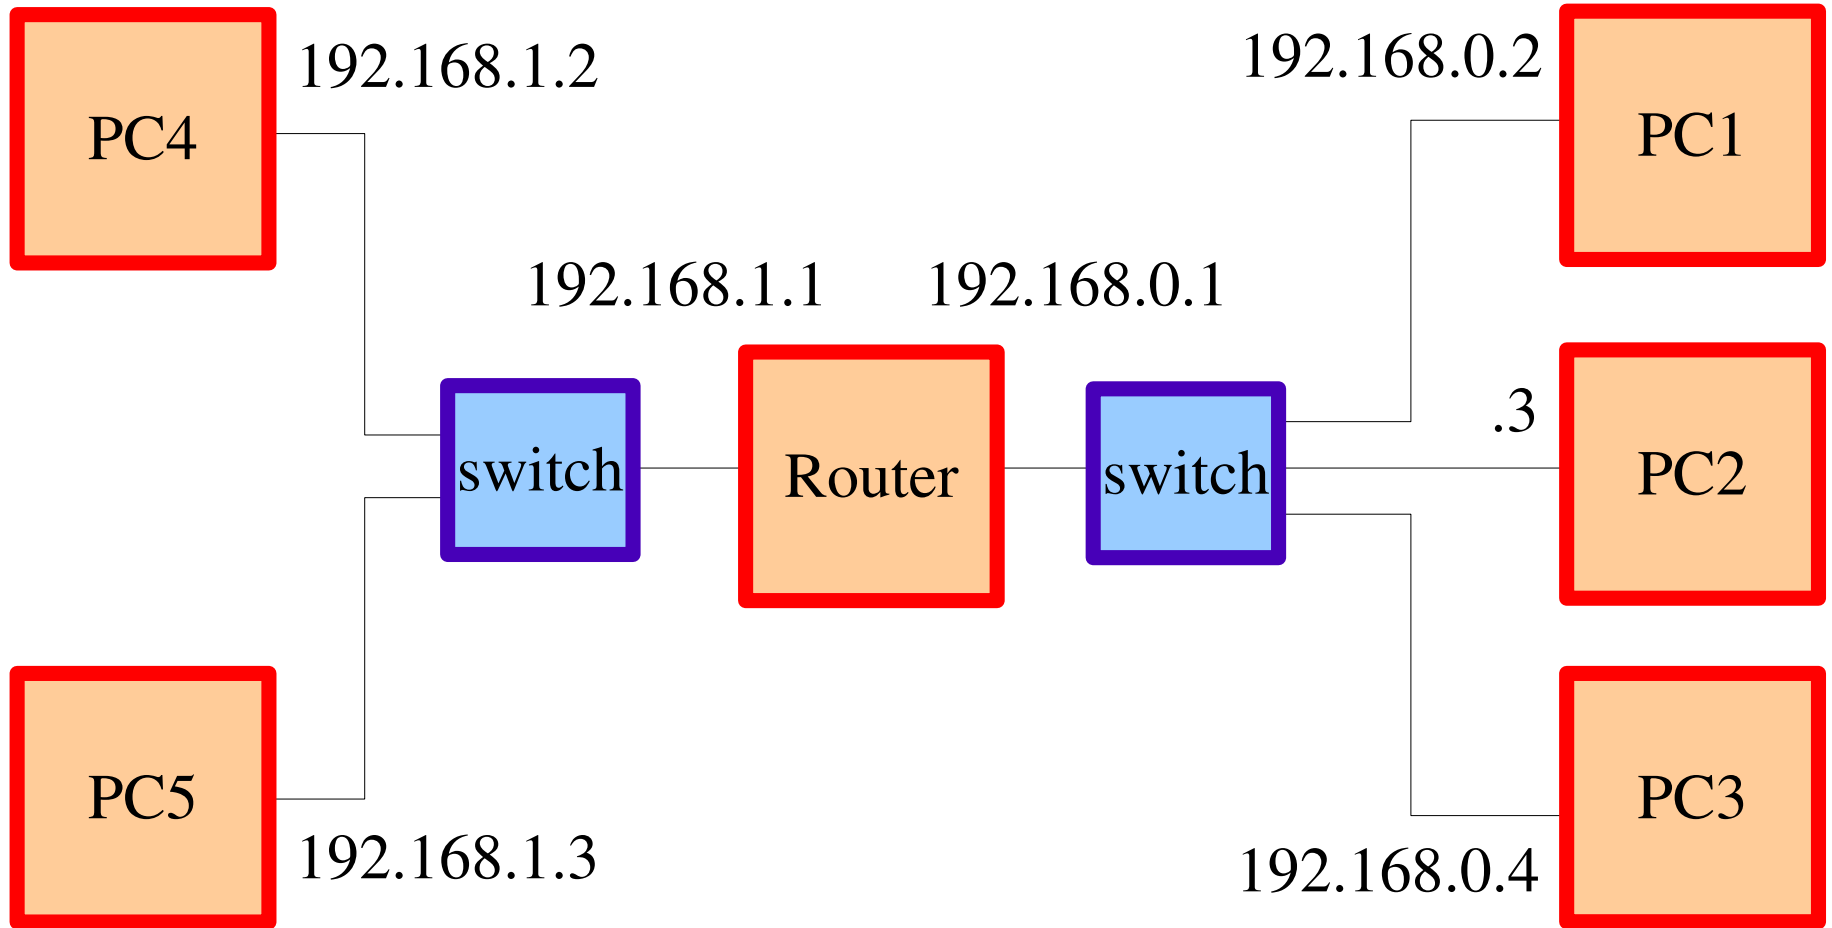 192.168.1.2
192.168.0.2
PC4
PC1
192.168.1.1
192.168.0.1
.3
switch
Router
switch
PC2
PC5
PC3
192.168.1.3
192.168.0.4